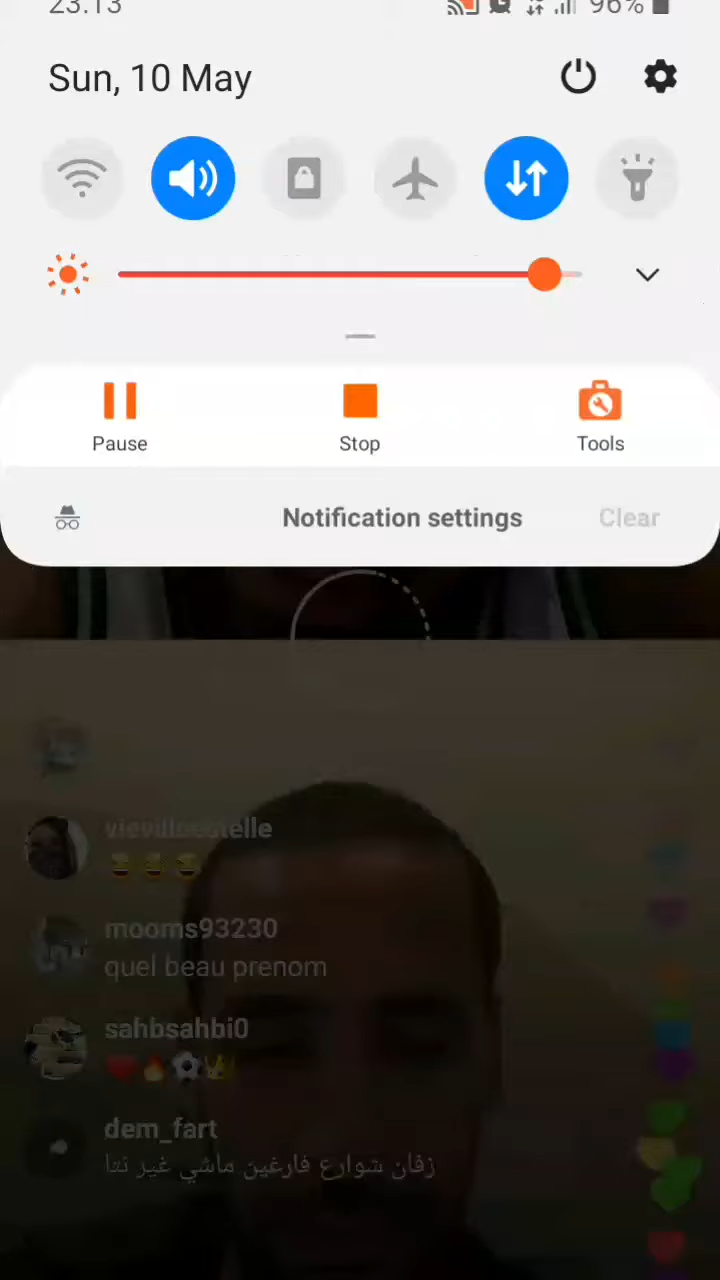 23:13
96%
Sun, 10 May
Pause
Stop
Tools
Notification settings
Clear
mooms93230
quel beau prenom
sahbsahbi0
dem_fart
زفان شوارع فارغين ماشي غير نتا